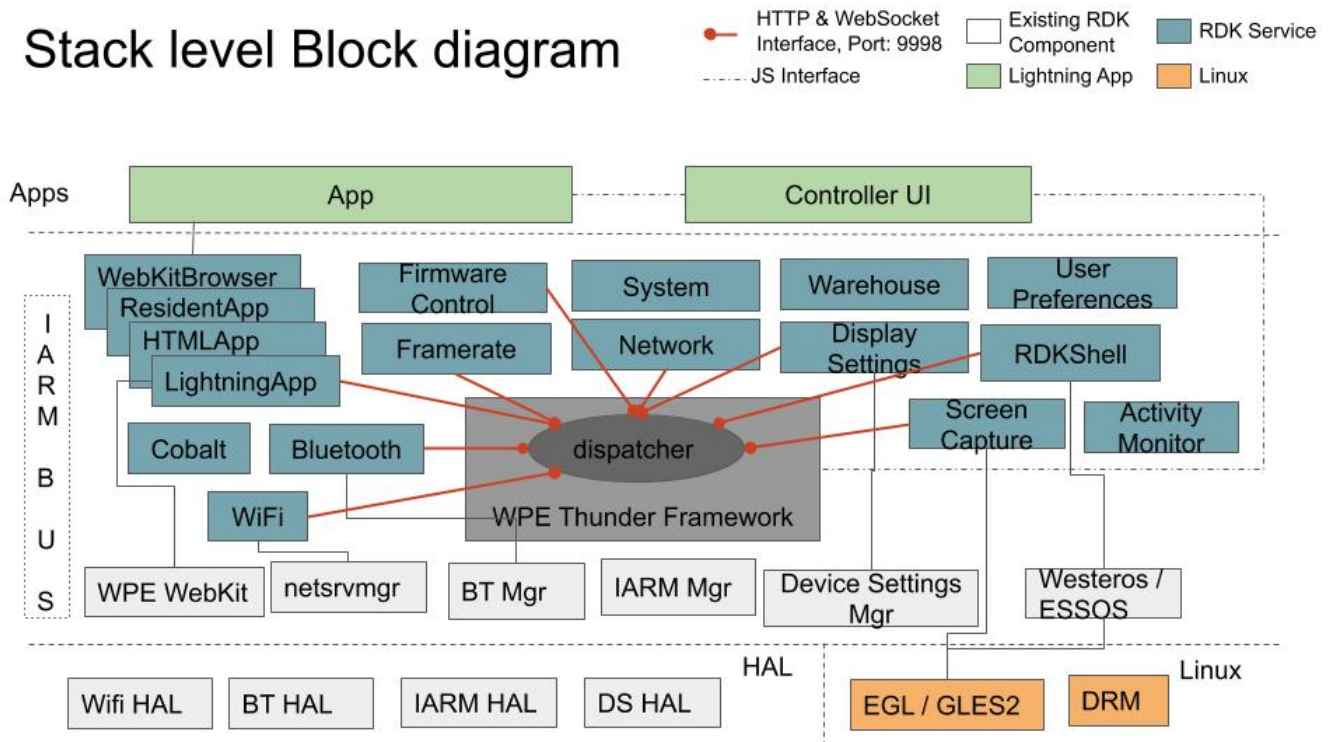 Stack level Block diagram
HTTP & WebSocket
Interface, Port: 9998
JS Interface
Existing RDK
Component
Lightning App
RDK Service
Linux
Apps
App
Controller UI
I
A
R
M
B
U
S
WebKitBrowser
ResidentApp
HTMLApp
LightningApp
Firmware
Control
System
Warehouse
User
Preferences
Framerate
Network
Display
Settings
RDKShell
Cobalt
Bluetooth
dispatcher
Screen
Capture
Activity
Monitor
WiFi
WPE Thunder Framework
WPE WebKit
netsrvmgr
BT Mgr
IARM Mgr
Device Settings
Mgr
Westeros /
ESSOS
HAL
Linux
Wifi HAL
BT HAL
IARM HAL
DS HAL
EGL / GLES2
DRM